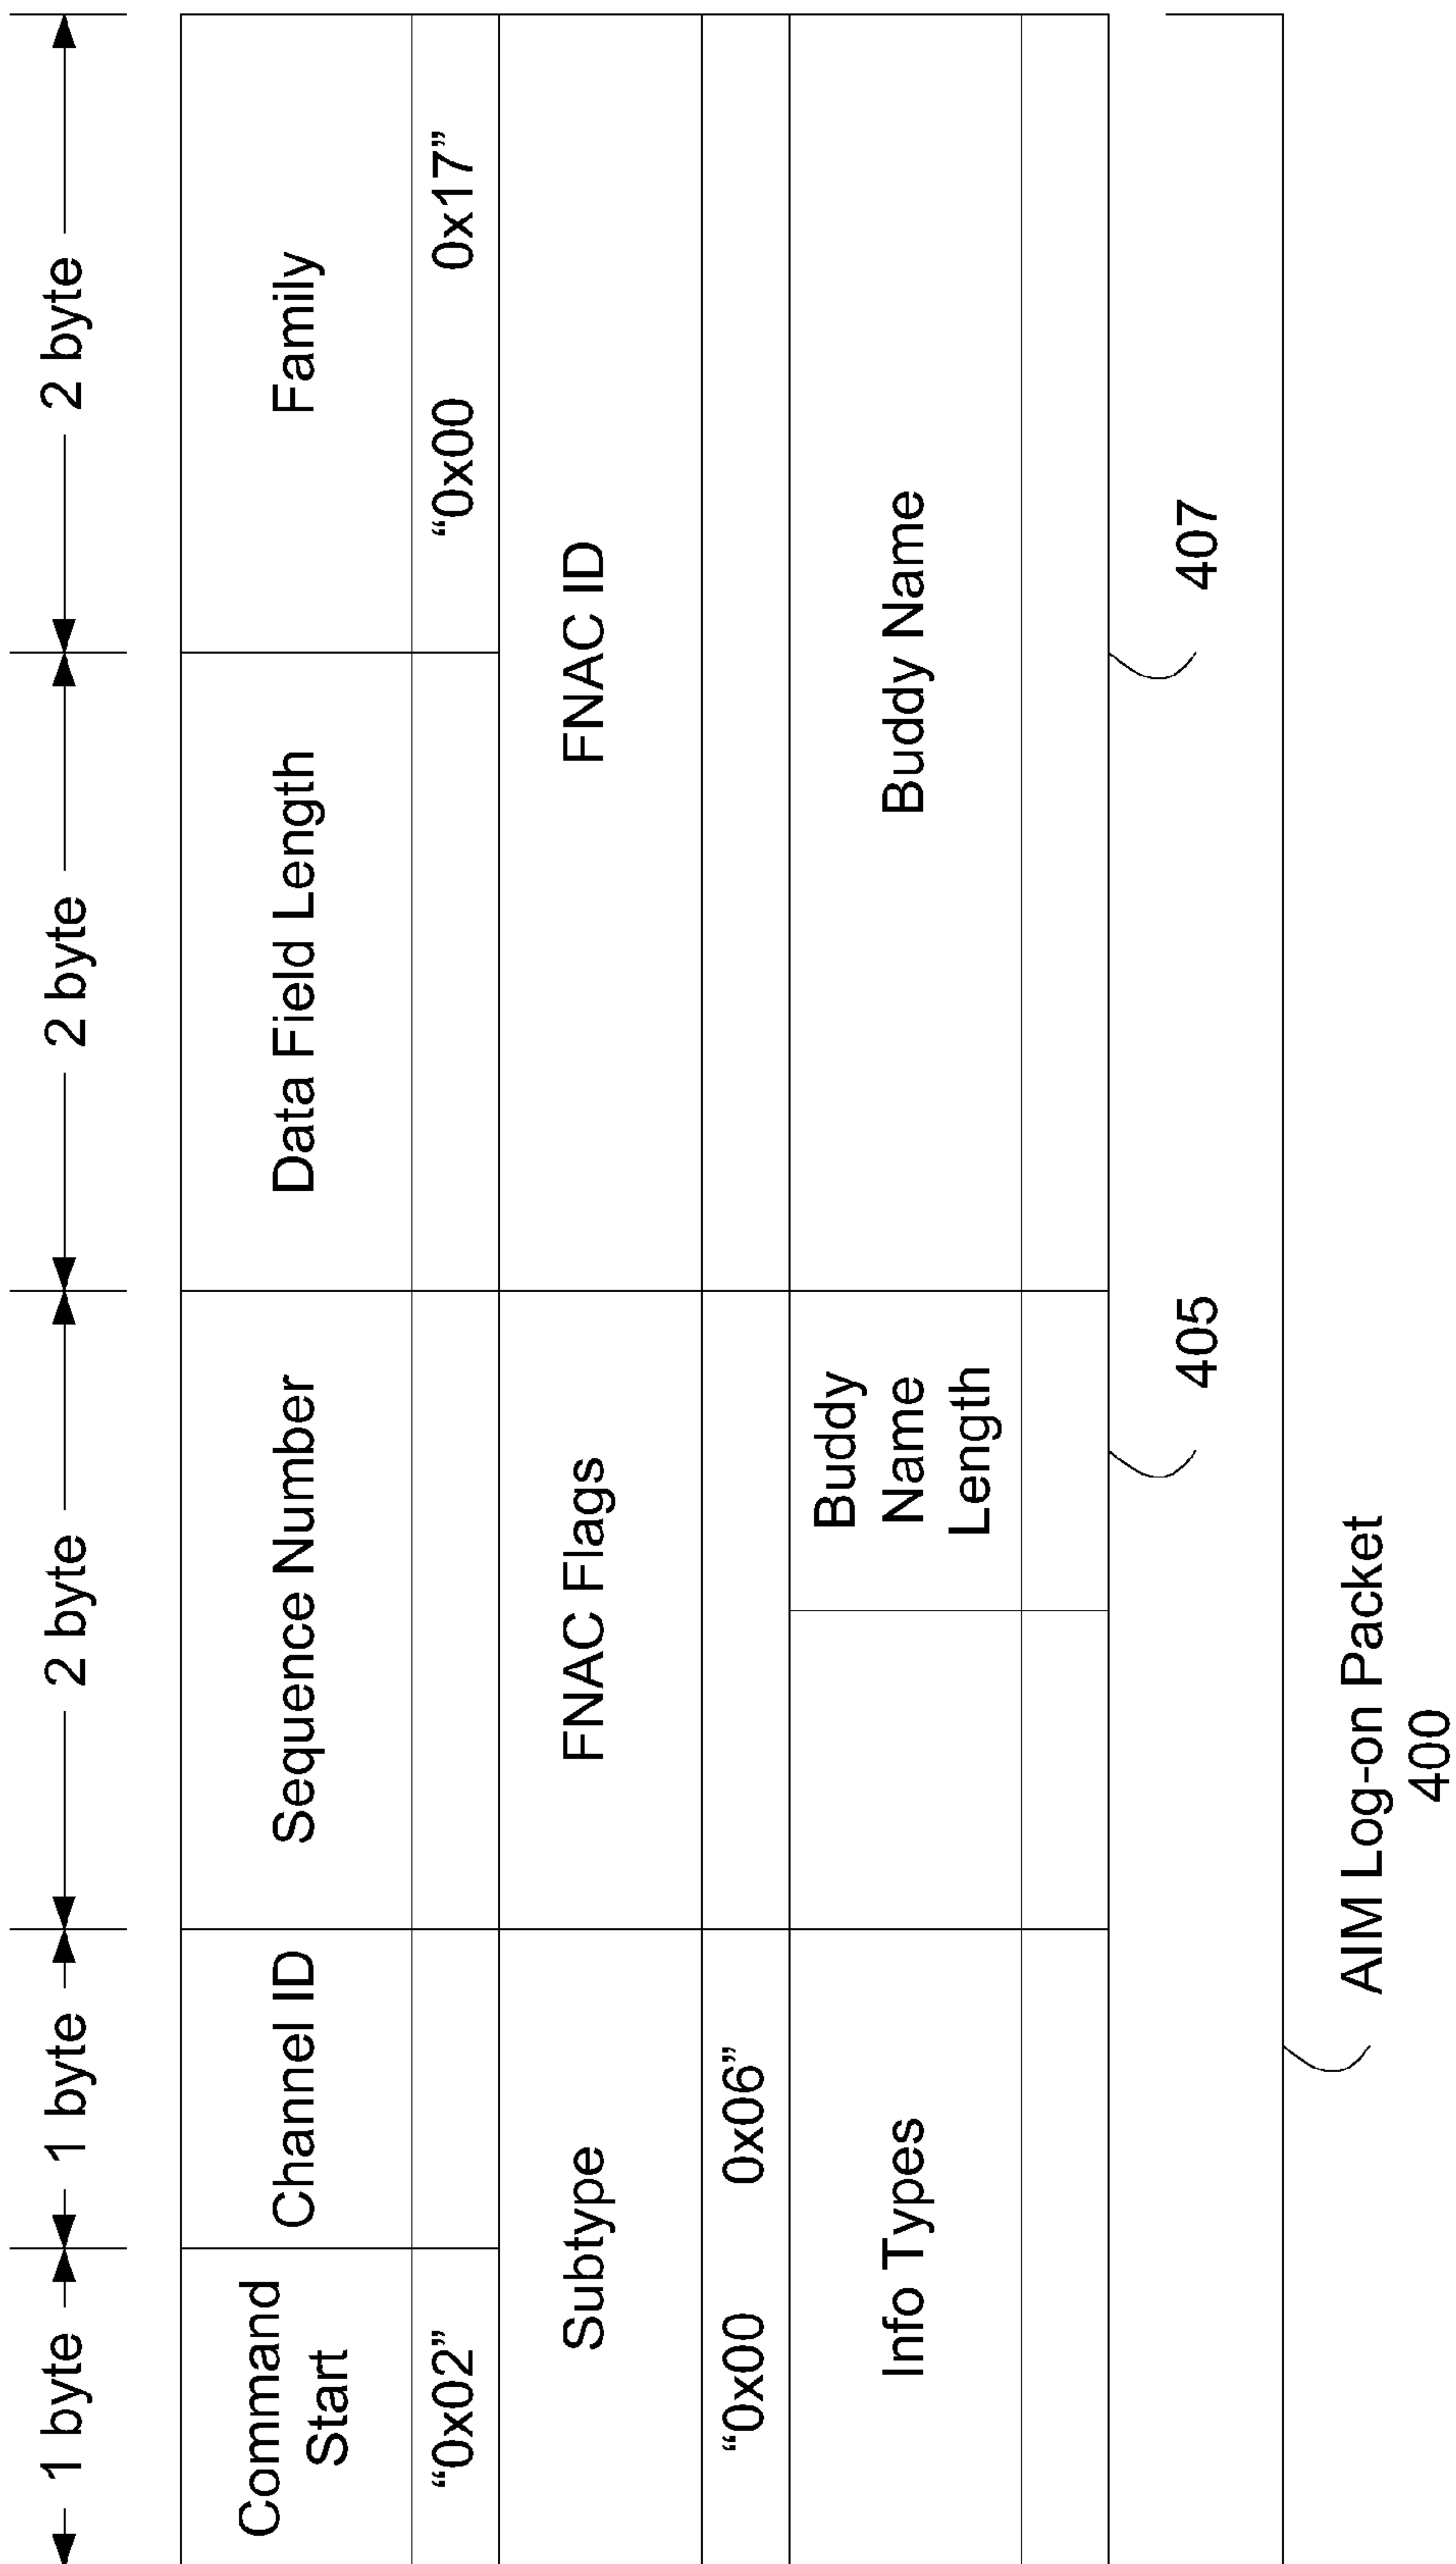 1 byte
1 byte
2 byte
2 byte
2 byte
Command
Start
Channel ID
Sequence Number
Data Field Length
Family
“0x02”
“0x00 0x17”
Subtype
FNAC Flags
FNAC ID
“0x00 0x06”
Info Types
Buddy
Name
Length
Buddy Name
405
407
AIM Log-on Packet
400